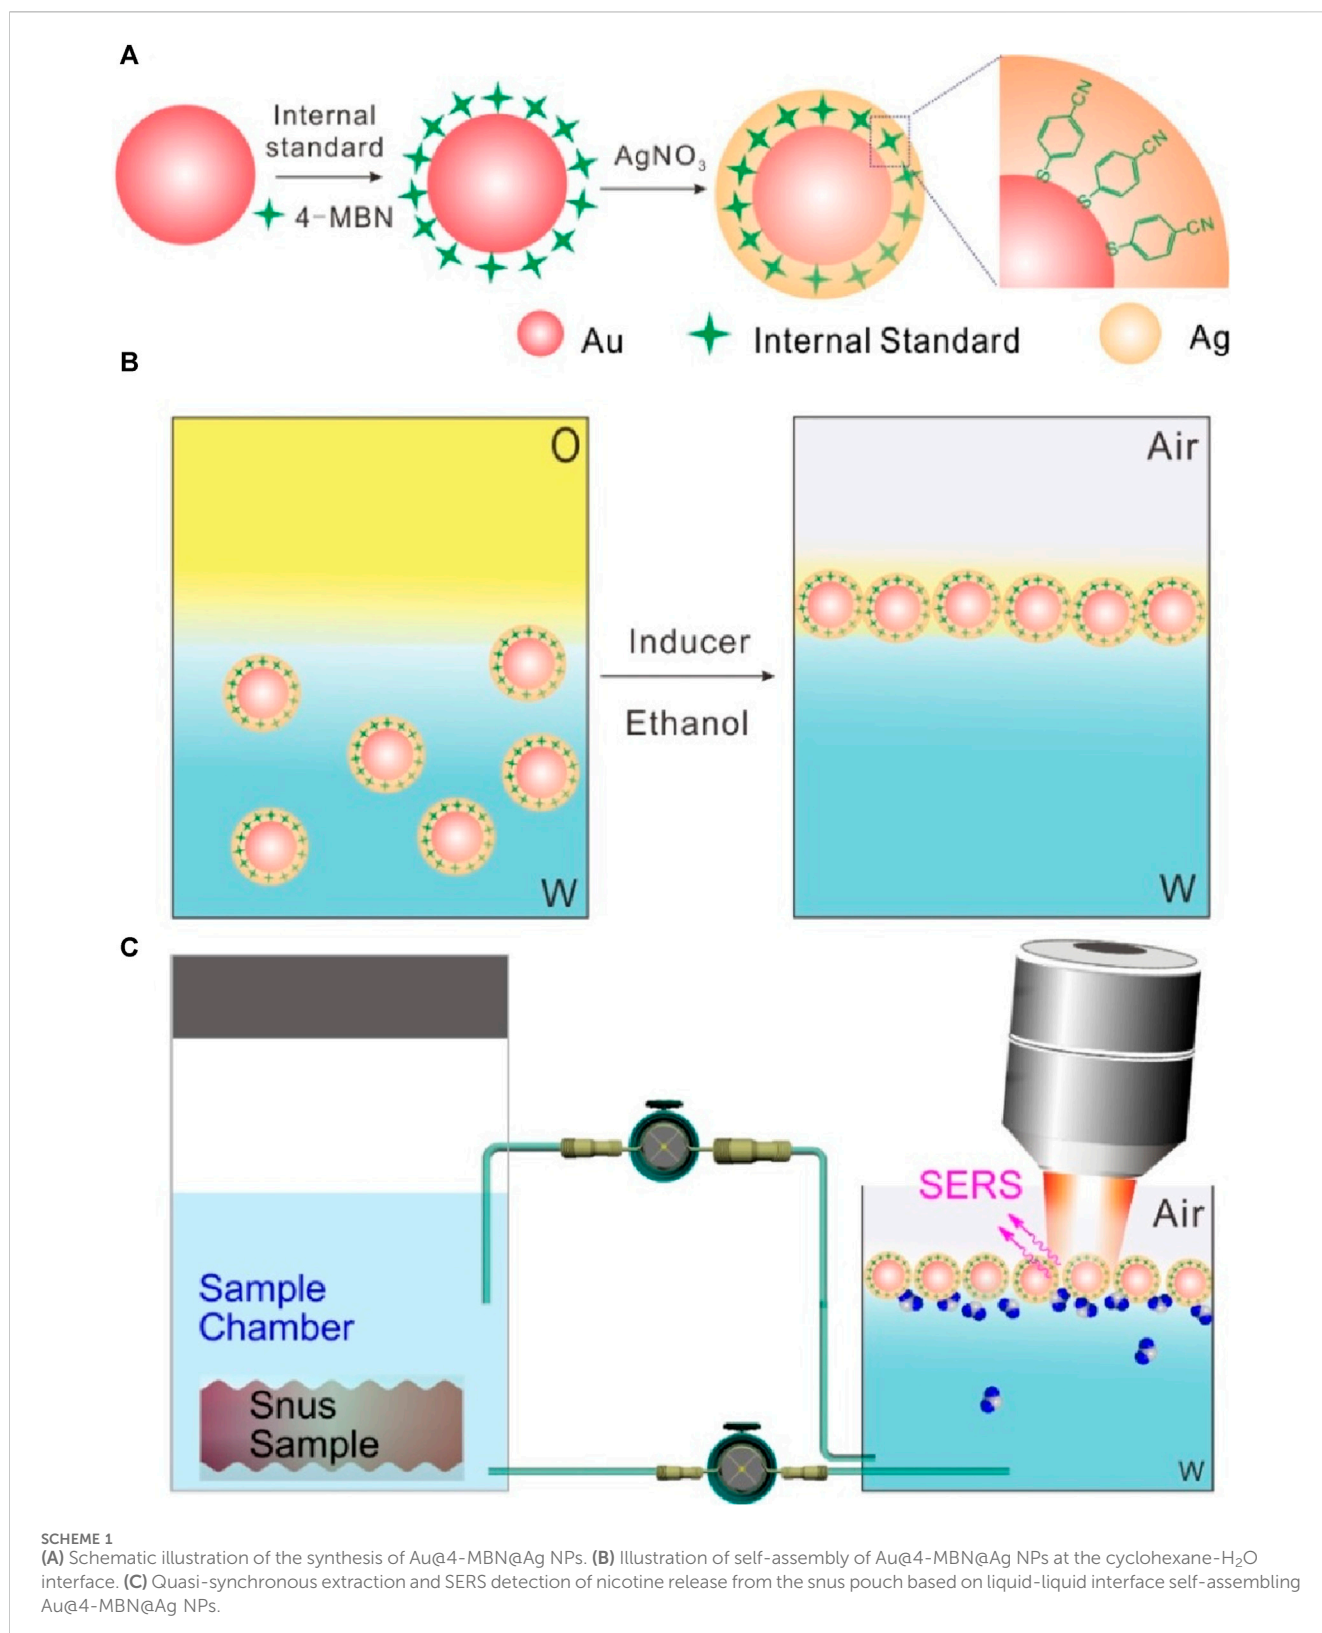 A
Internal
standard
4-MBN
AgNO₃
CN
CN
CN
S
S
S
Au
Internal Standard
Ag
B
O
W
Inducer
Ethanol
Air
W
C
Sample
Chamber
Snus
Sample
SERS
Air
W
SCHEME 1
(A) Schematic illustration of the synthesis of Au@4-MBN@Ag NPs. (B) Illustration of self-assembly of Au@4-MBN@Ag NPs at the cyclohexane-H₂O
interface. (C) Quasi-synchronous extraction and SERS detection of nicotine release from the snus pouch based on liquid-liquid interface self-assembling
Au@4-MBN@Ag NPs.